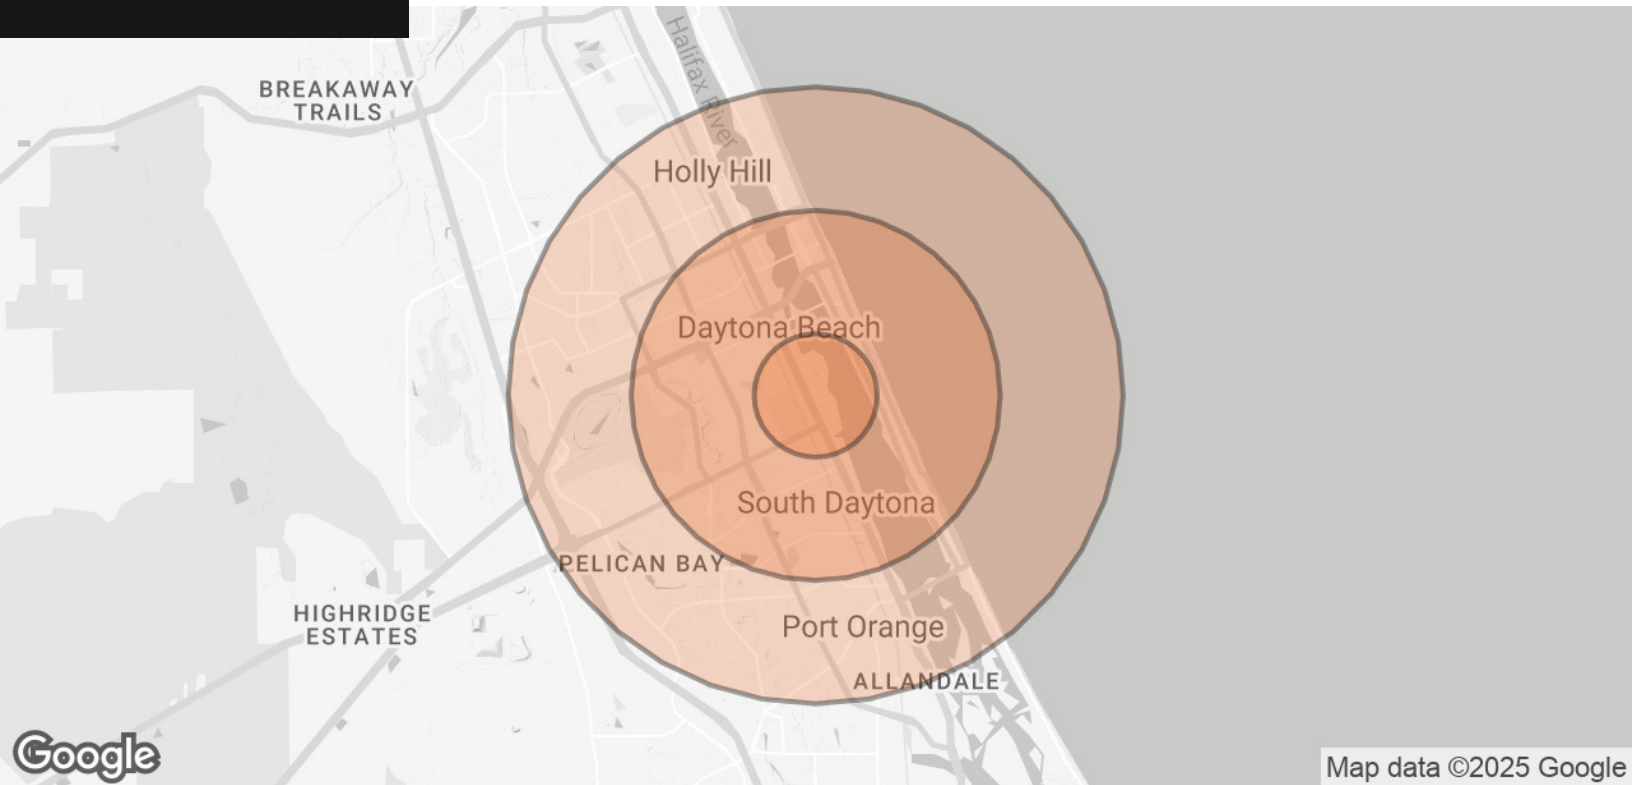 Halifax River
BREAKAWAY
TRAILS
Holly Hill
Daytona Beach
South Daytona
PELICAN BAY
HIGHRIDGE
ESTATES
Port Orange
ALLANDALE
Google
Map data ©2025 Google